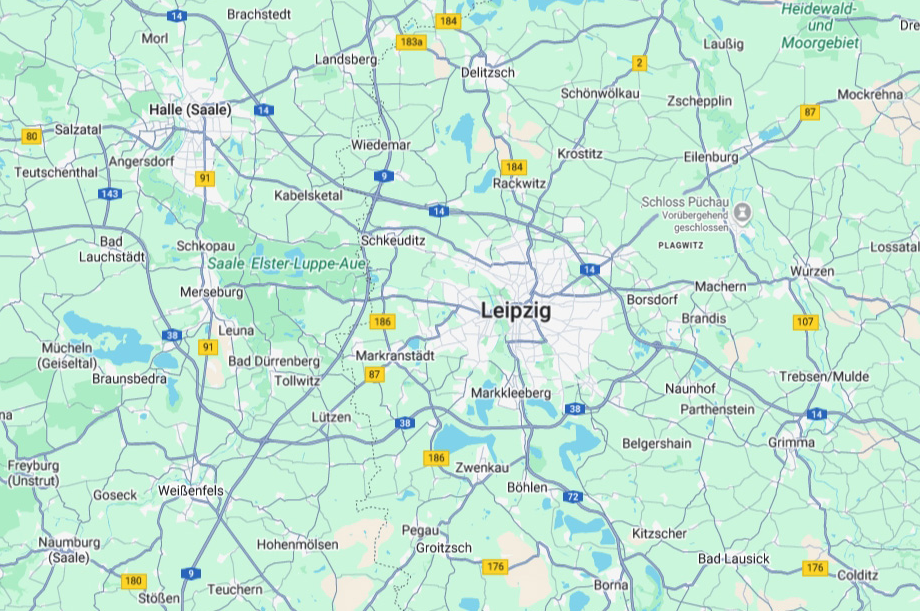 14
Brachstedt
184
Heidewald-
und
Moorgebiet
Dre
Morl
183a
Laußig
Landsberg
2
Delitzsch
Schönwölkau
Mockrehna
Halle (Saale)
14
Zschepplin
87
80
Salzatal
Wiedemar
Krostitz
Eilenburg
Angersdorf
Teutschenthal
91
9
184
Rackwitz
143
Kabelsketal
14
Schloss Püchau
Vorübergehend
geschlossen
Bad
Lauchstädt
Schkopau
Schkeuditz
PLAGWITZ
Lossatal
Saale-Elster-Luppe-Aue
14
Wurzen
Merseburg
Machern
Borsdorf
Leipzig
186
Brandis
107
Leuna
38
91
Mücheln
(Geiseltal)
Bad Dürrenberg
Markranstädt
Braunsbedra
Tollwitz
87
Trebsen/Mulde
Naunhof
Markkleeberg
Parthenstein
38
14
na
Lützen
38
Belgershain
Grimma
186
Freyburg
(Unstrut)
Zwenkau
Goseck
Weißenfels
Böhlen
72
Pegau
Kitzscher
Naumburg
(Saale)
Hohenmölsen
Groitzsch
Bad Lausick
176
176
Colditz
9
180
Teuchern
Borna
Stößen